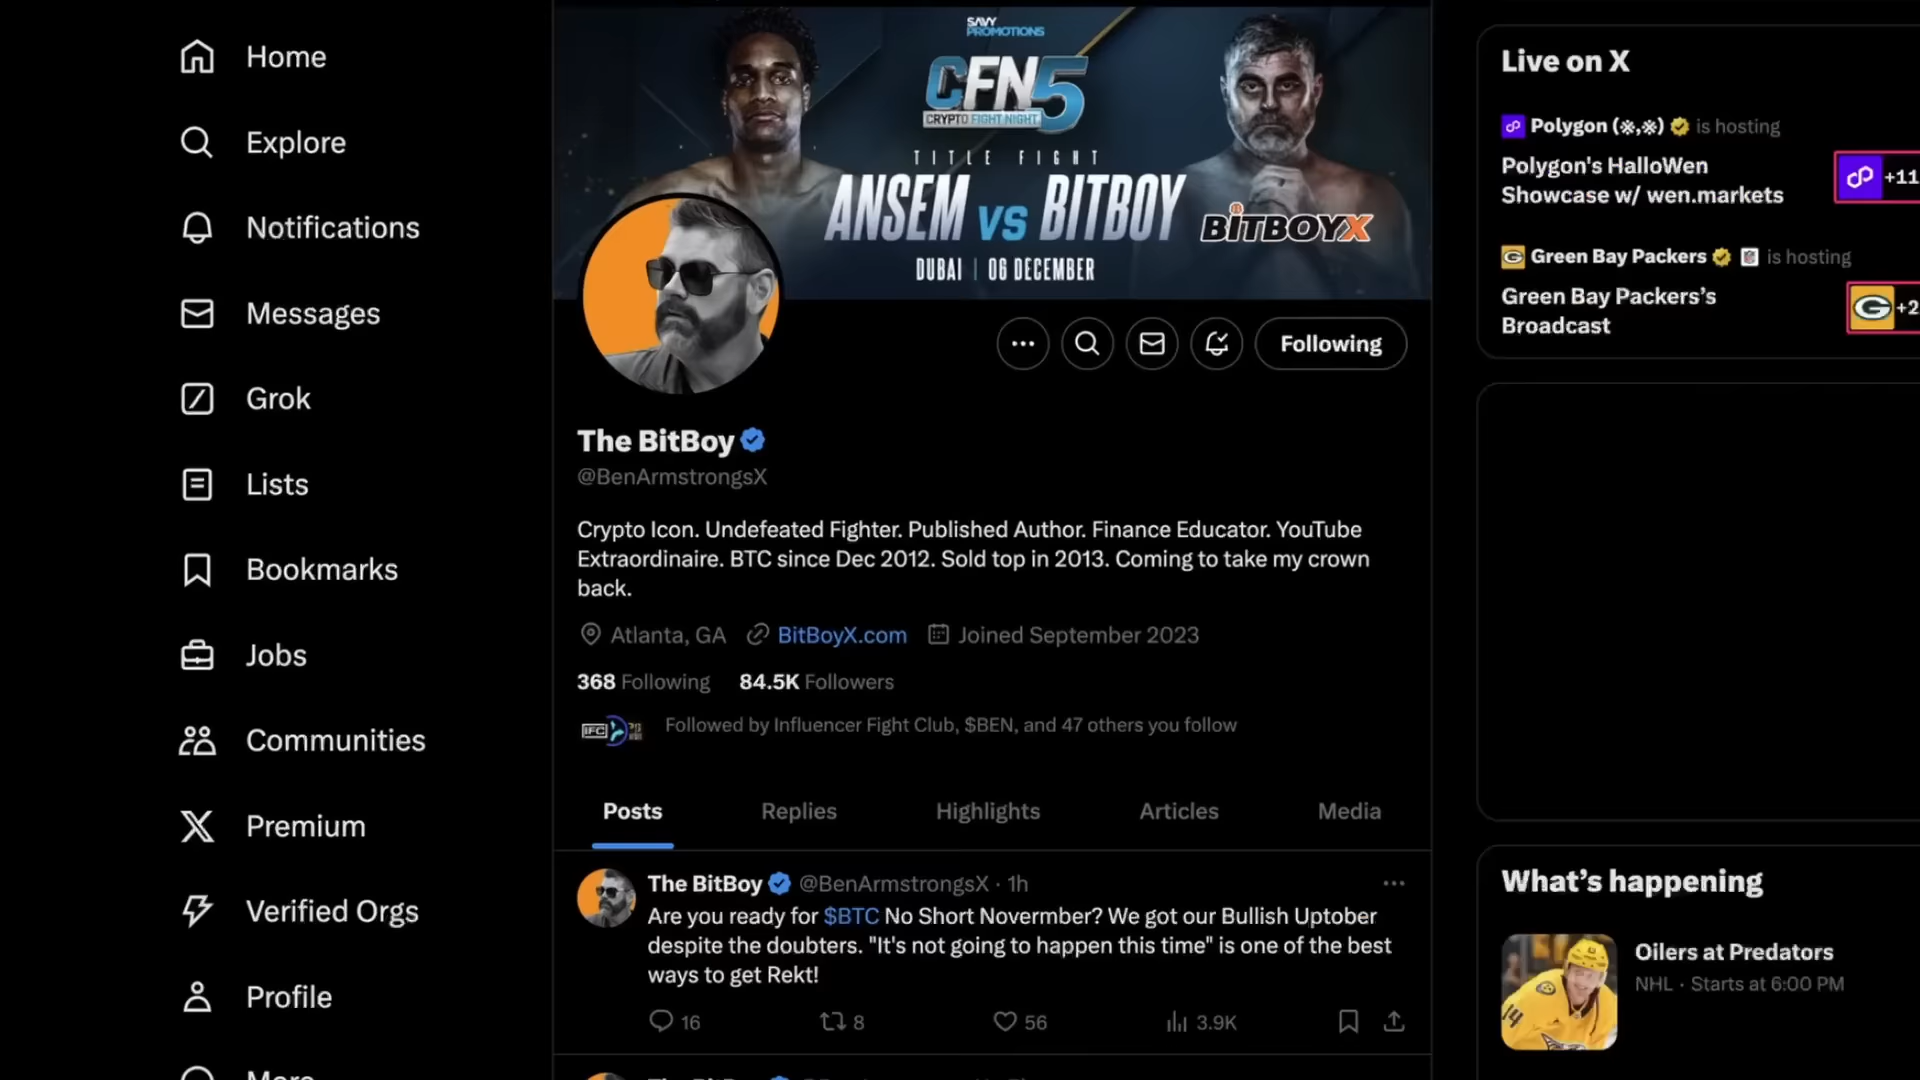 Home
Explore
Notifications
Messages
Grok
Lists
Bookmarks
Jobs
Communities
Premium
Verified Orgs
Profile
More
SAVY
PROMOTIONS
CFN5
CRYPTO FIGHT NIGHT
TITLE FIGHT
ANSEM VS BITBOY
BITBOYX
DUBAI | 06 DECEMBER
Following
The BitBoy
@BenArmstrongsX
Crypto Icon. Undefeated Fighter. Published Author. Finance Educator. YouTube
Extraordinaire. BTC since Dec 2012. Sold top in 2013. Coming to take my crown
back.
Atlanta, GA BitBoyX.com Joined September 2023
368 Following 84.5K Followers
IFC
Followed by Influencer Fight Club, $BEN, and 47 others you follow
Posts Replies Highlights Articles Media
The BitBoy @BenArmstrongsX · 1h
Are you ready for $BTC No Short Novermber? We got our Bullish Uptober
despite the doubters. "It's not going to happen this time" is one of the best
ways to get Rekt!
16 8 56 3.9K
Live on X
Polygon (※,※) is hosting
Polygon's HalloWen
Showcase w/ wen.markets
+11
Green Bay Packers is hosting
Green Bay Packers’s
Broadcast
G +2
What’s happening
Oilers at Predators
NHL · Starts at 6:00 PM
14